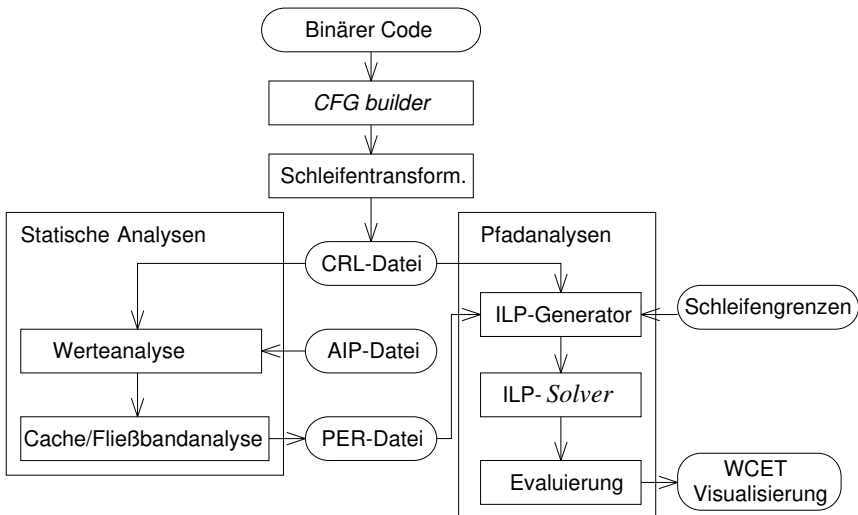 Binärer Code
CFG builder
Schleifentransform.
Statische Analysen
Pfadanalysen
CRL-Datei
ILP-Generator
Schleifengrenzen
Werteanalyse
AIP-Datei
ILP- Solver
Cache/Fließbandanalyse
PER-Datei
Evaluierung
WCET
Visualisierung